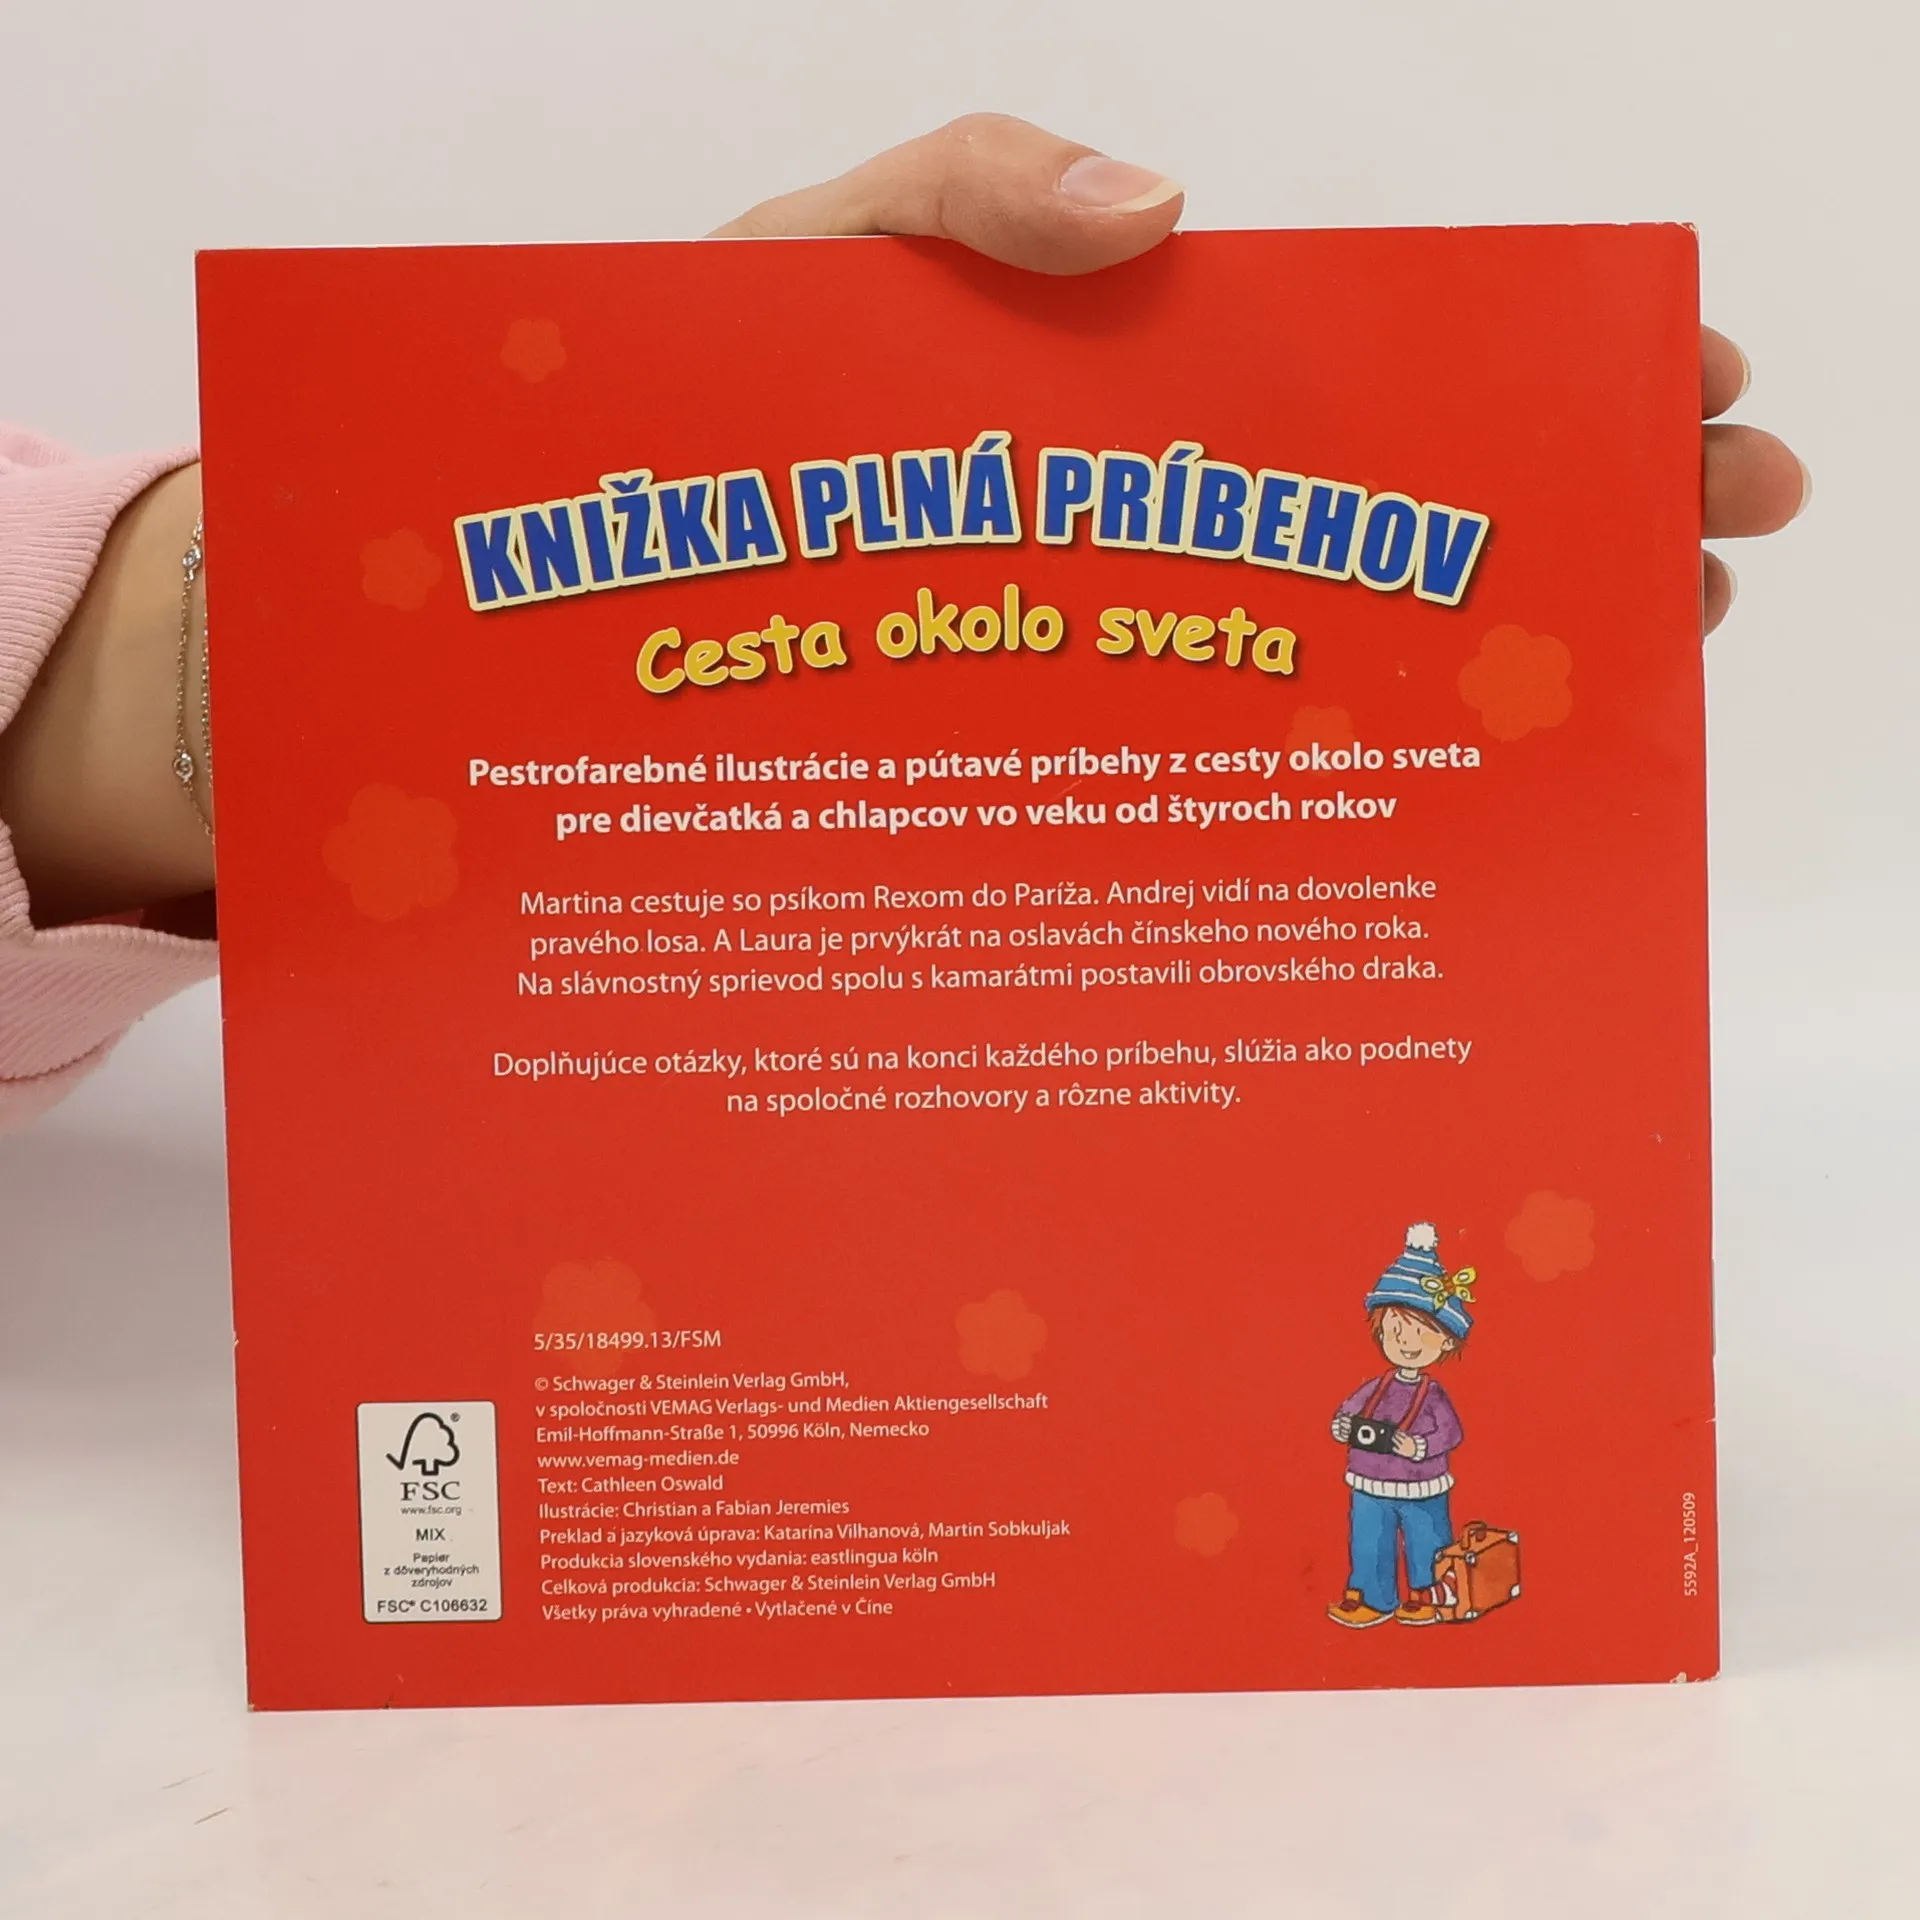 KNIŽKA PLNÁ PRÍBEHOV
Cesta okolo sveta
Pestrofarebné ilustrácie a pútavé príbehy z cesty okolo sveta
pre dievčatká a chlapcov vo veku od štyroch rokov
Martina cestuje so psíkom Rexom do Paríža. Andrej vidí na dovolenke
pravého losa. A Laura je prvýkrát na oslavách čínskeho nového roka.
Na slávnostný sprievod spolu s kamarátmi postavili obrovského draka.
Doplňujúce otázky, ktoré sú na konci každého príbehu, slúžia ako podnety
na spoločné rozhovory a rôzne aktivity.
5/35/18499.13/FSM
© Schwager & Steinlein Verlag GmbH,
v spoločnosti VEMAG Verlags- und Medien Aktiengesellschaft
Emil-Hoffmann-Straße 1, 50996 Köln, Nemecko
www.vemag-medien.de
Text: Cathleen Oswald
Ilustrácie: Christian a Fabian Jeremies
Preklad a jazyková úprava: Katarína Vilhanová, Martin Sobkuljak
Produkcia slovenského vydania: eastlingua köln
Celková produkcia: Schwager & Steinlein Verlag GmbH
Všetky práva vyhradené • Vytlačené v Číne
®
FSC
www.fsc.org
MIX
Papier
z dôveryhodných
zdrojov
FSC® C106632
5592A_120509